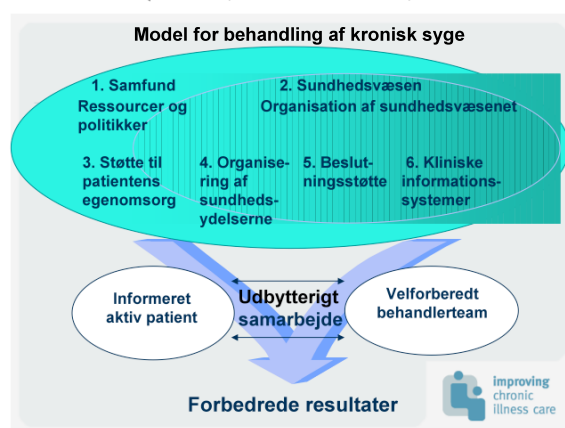 Model for behandling af kronisk syge
1. Samfund
Ressourcer og
politikker
2. Sundhedsvæsen
Organisation af sundhedsvæsenet
3. Støtte til
patientens
egenomsorg
4. Organise-
ring af
sundheds-
ydelserne
5. Beslut-
ningsstøtte
6. Kliniske
informations-
systemer
Informeret
aktiv patient
Udbytterigt
samarbejde
Velforberedt
behandlerteam
Forbedrede resultater
improving
chronic
illness care